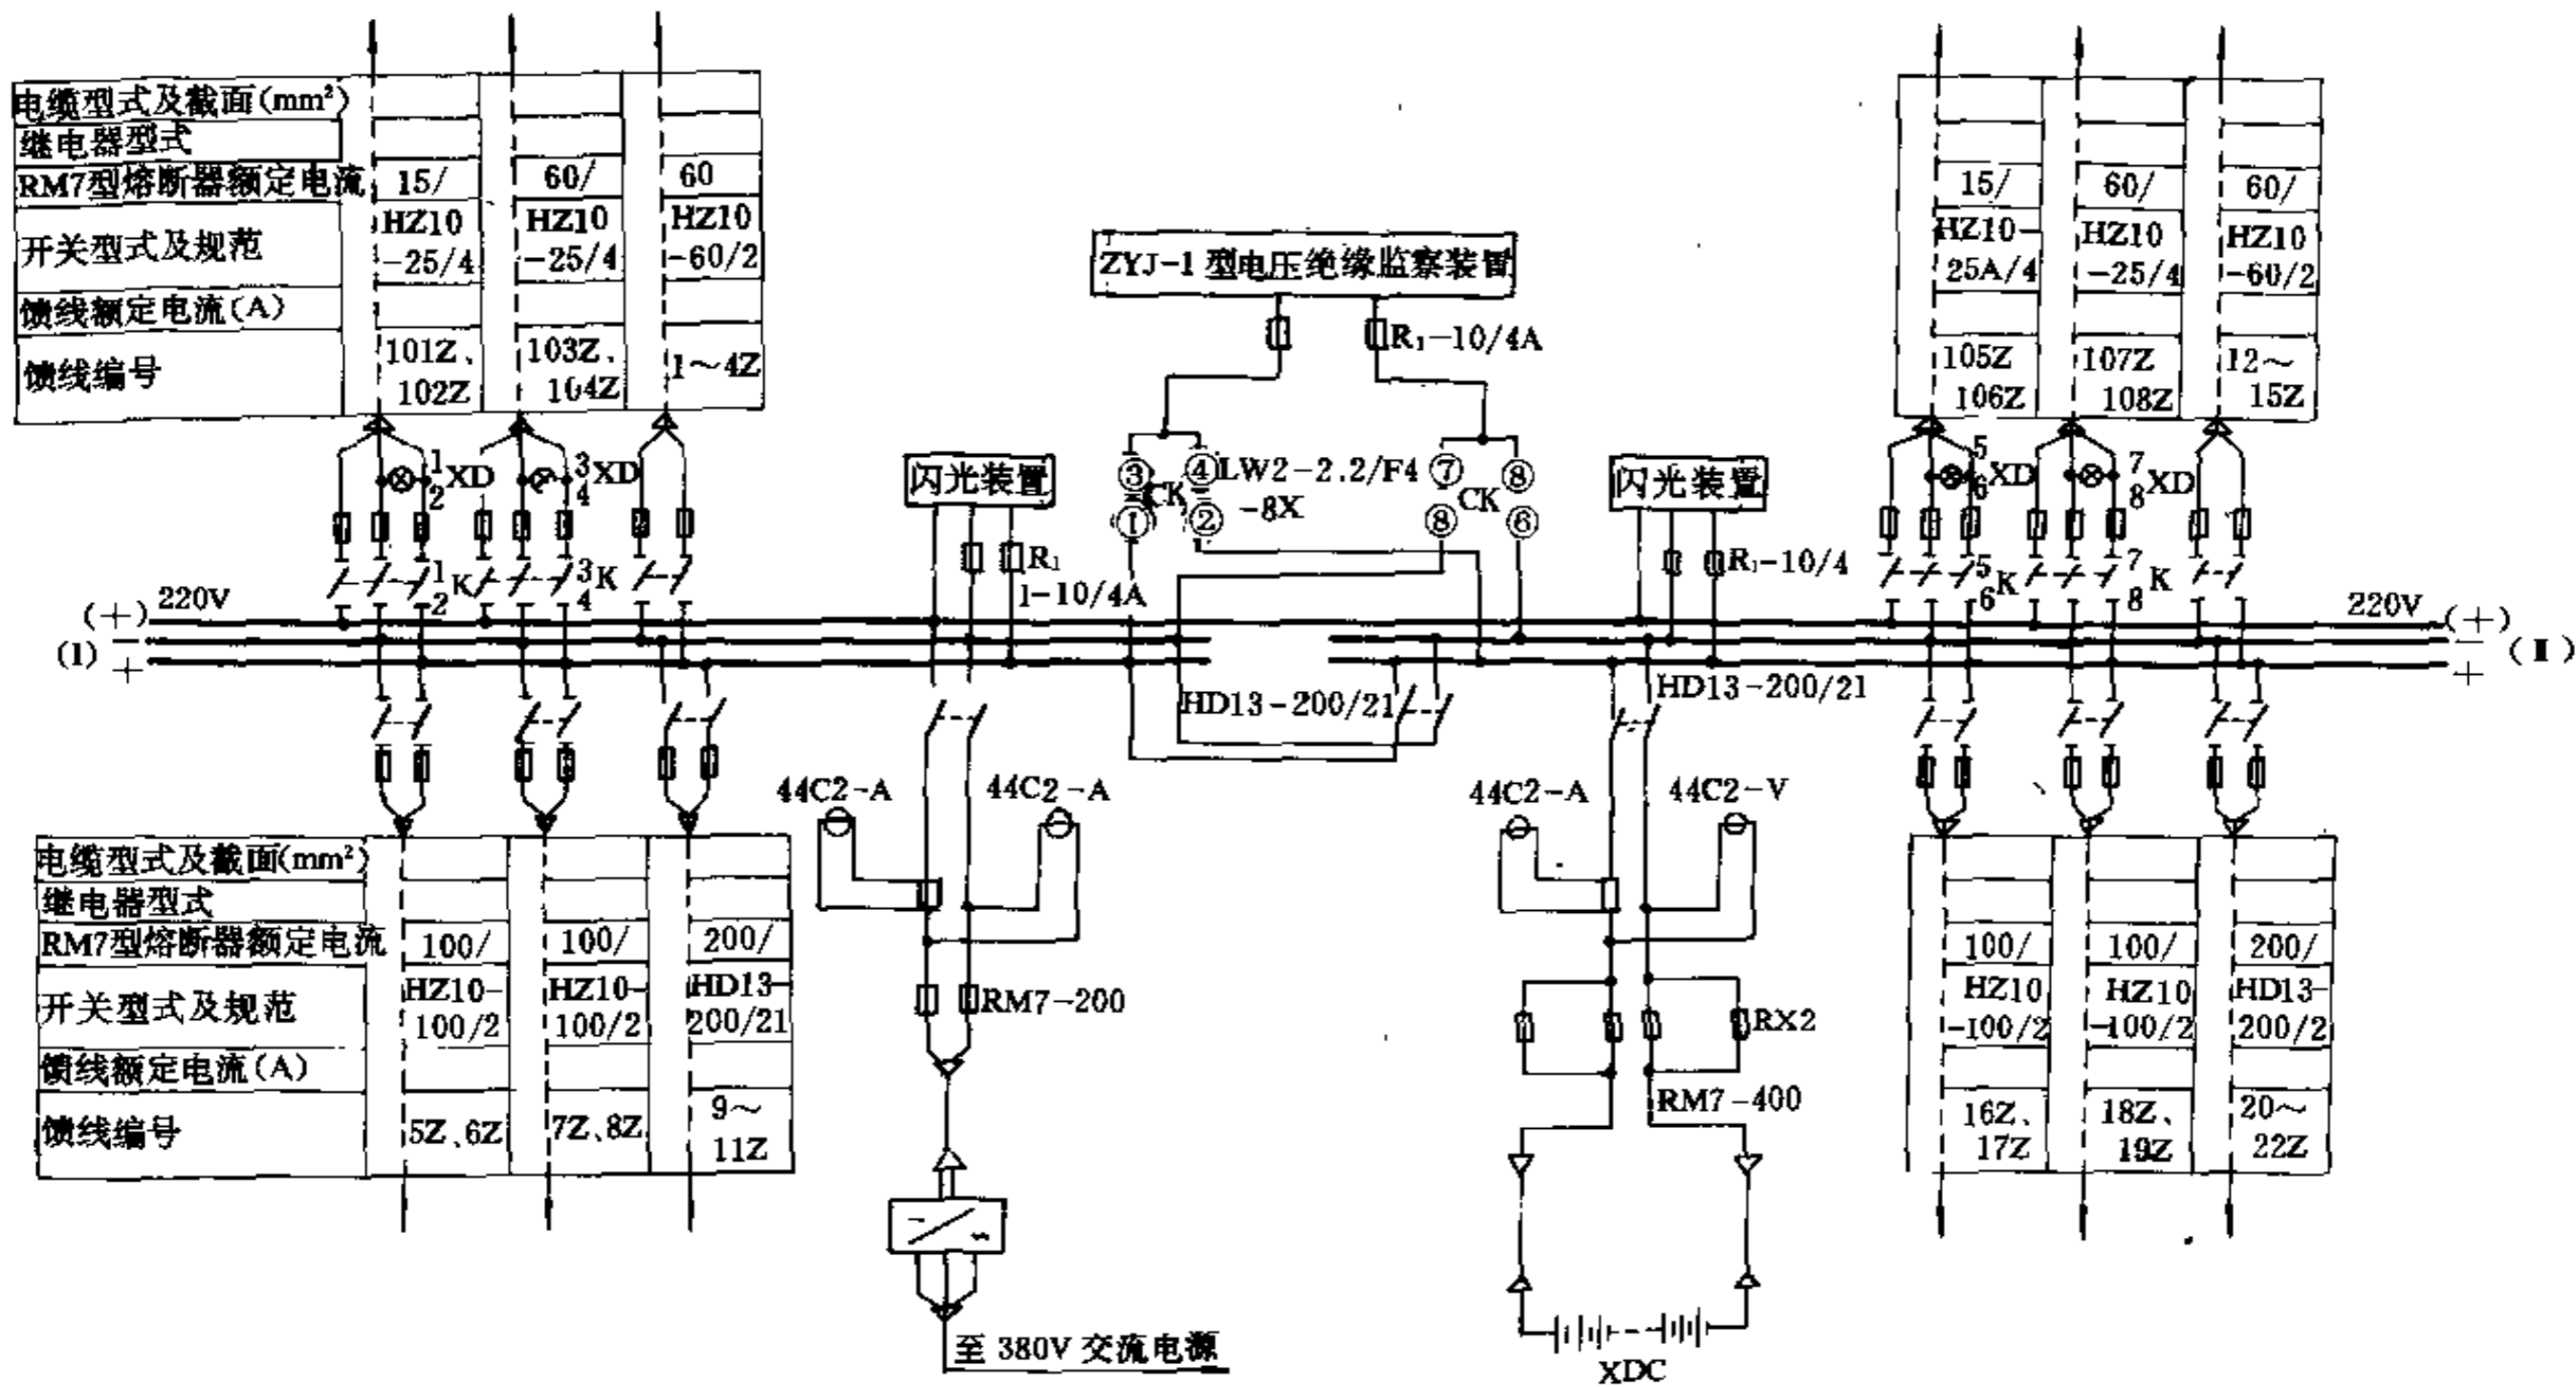 电缆型式及截面(mm²)
继电器型式
RM7型熔断器额定电流 15/ 60/ 60
开关型式及规范 HZ10 -25/4 HZ10 -25/4 HZ10 -60/2
馈线额定电流(A)
馈线编号 101Z、102Z 103Z、104Z 1～4Z
15/ 60/ 60/
HZ10-25A/4 HZ10-25/4 HZ10-60/2
105Z 106Z 107Z 108Z 12～15Z
ZYJ-1型电压绝缘监察装置
R₁-10/4A
1 2 XD
3 4 XD
闪光装置
③ ④ LW2-2.2/F4 -8X
CK
① ②
⑦ ⑧
CK
⑧ ⑥
闪光装置
5 6 XD
7 8 XD
1 2 K
3 4 K
R₁
1-10/4A
R₁-10/4
5 6 K
7 8 K
(+) 220V
(I) −
+
220V (+)
− (II)
+
HD13-200/21
HD13-200/21
44C2-A
44C2-A
44C2-A
44C2-V
电缆型式及截面(mm²)
继电器型式
RM7型熔断器额定电流 100/ 100/ 200/
开关型式及规范 HZ10-100/2 HZ10-100/2 HD13-200/21
馈线额定电流(A)
馈线编号 5Z、6Z 7Z、8Z 9～11Z
RM7-200
RX2
RM7-400
100/ 100/ 200/
HZ10-100/2 HZ10-100/2 HD13-200/2
16Z、17Z 18Z、19Z 20～22Z
至380V交流电源
XDC